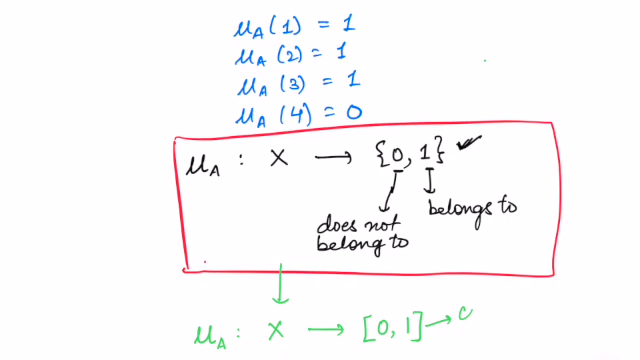 μA(1) = 1
μA(2) = 1
μA(3) = 1
μA(4) = 0
μA : X → {0, 1} ✓
does not belongs to
belong to
μA : X → [0, 1] → c